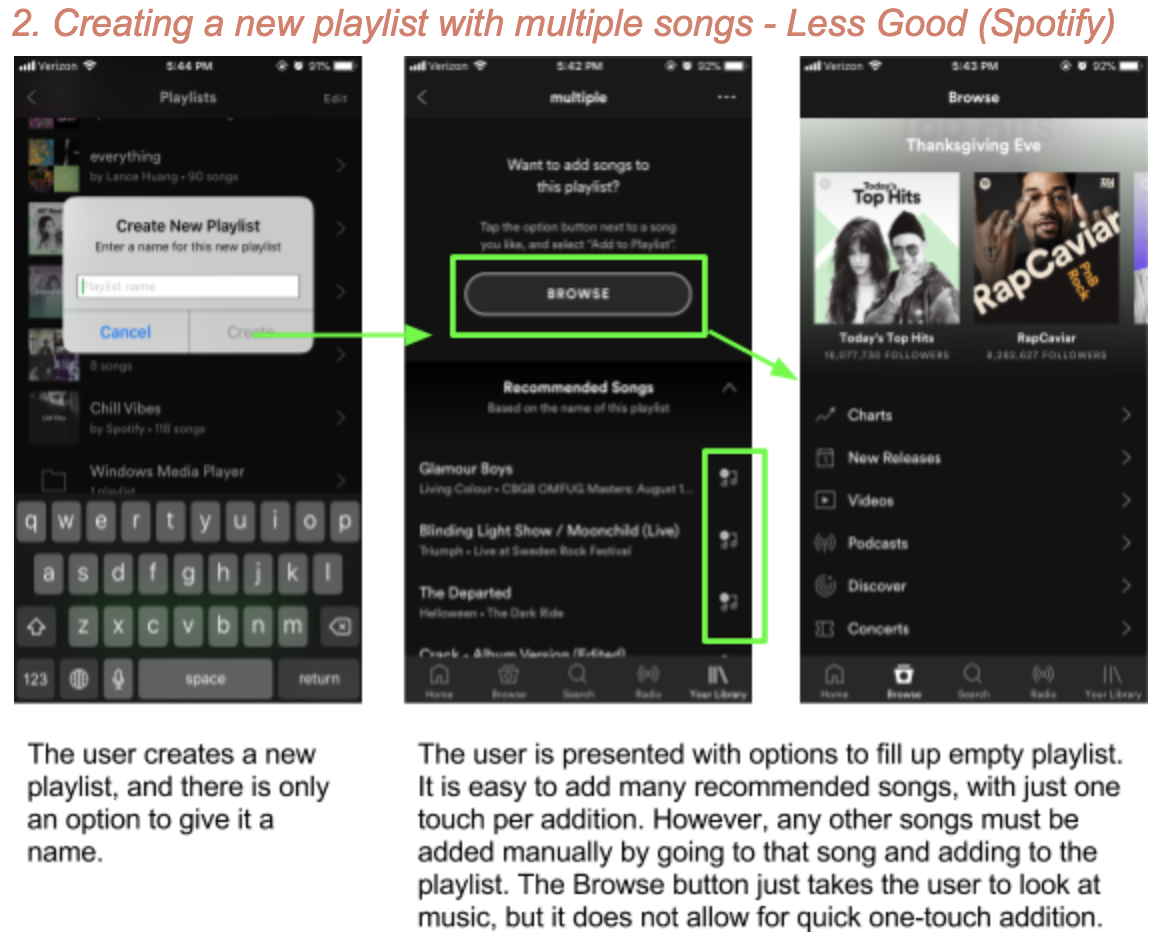 2. Creating a new playlist with multiple songs - Less Good (Spotify)
Verizon 5:44 PM 91%
Playlists Edit
everything
by Lance Huang • 90 songs
Create New Playlist
Enter a name for this new playlist
Playlist name
Cancel Create
8 songs
Chill Vibes
by Spotify • 118 songs
Windows Media Player
1 playlist
q w e r t y u i o p
a s d f g h j k l
z x c v b n m
123 space return
Verizon 5:42 PM 92%
multiple
Want to add songs to
this playlist?
Tap the option button next to a song
you like, and select "Add to Playlist".
BROWSE
Recommended Songs
Based on the name of this playlist
Glamour Boys
Living Colour • CBGB OMFUG Masters: August 1...
Blinding Light Show / Moonchild (Live)
Triumph • Live at Sweden Rock Festival
The Departed
Helloween • The Dark Ride
Crack - Album Version (Edited)
Home Browse Search Radio Your Library
Verizon 5:43 PM 92%
Browse
Top Hits
Thanksgiving Eve
Today's
Top Hits
RapCaviar
PnB
Rock
Today's Top Hits RapCaviar
18,077,730 FOLLOWERS 8,282,627 FOLLOWERS
Charts
New Releases
Videos
Podcasts
Discover
Concerts
Home Browse Search Radio Your Library
The user creates a new
playlist, and there is only
an option to give it a
name.
The user is presented with options to fill up empty playlist.
It is easy to add many recommended songs, with just one
touch per addition. However, any other songs must be
added manually by going to that song and adding to the
playlist. The Browse button just takes the user to look at
music, but it does not allow for quick one-touch addition.